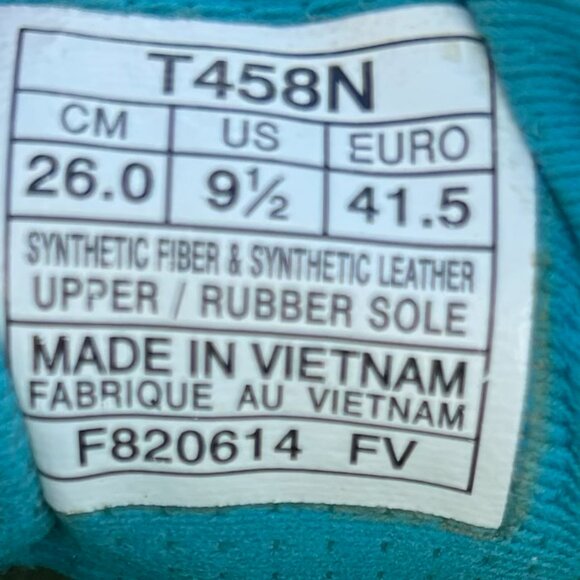 T458N
CM US EURO
26.0 9½ 41.5
SYNTHETIC FIBER & SYNTHETIC LEATHER
UPPER / RUBBER SOLE
MADE IN VIETNAM
FABRIQUE AU VIETNAM
F820614 FV